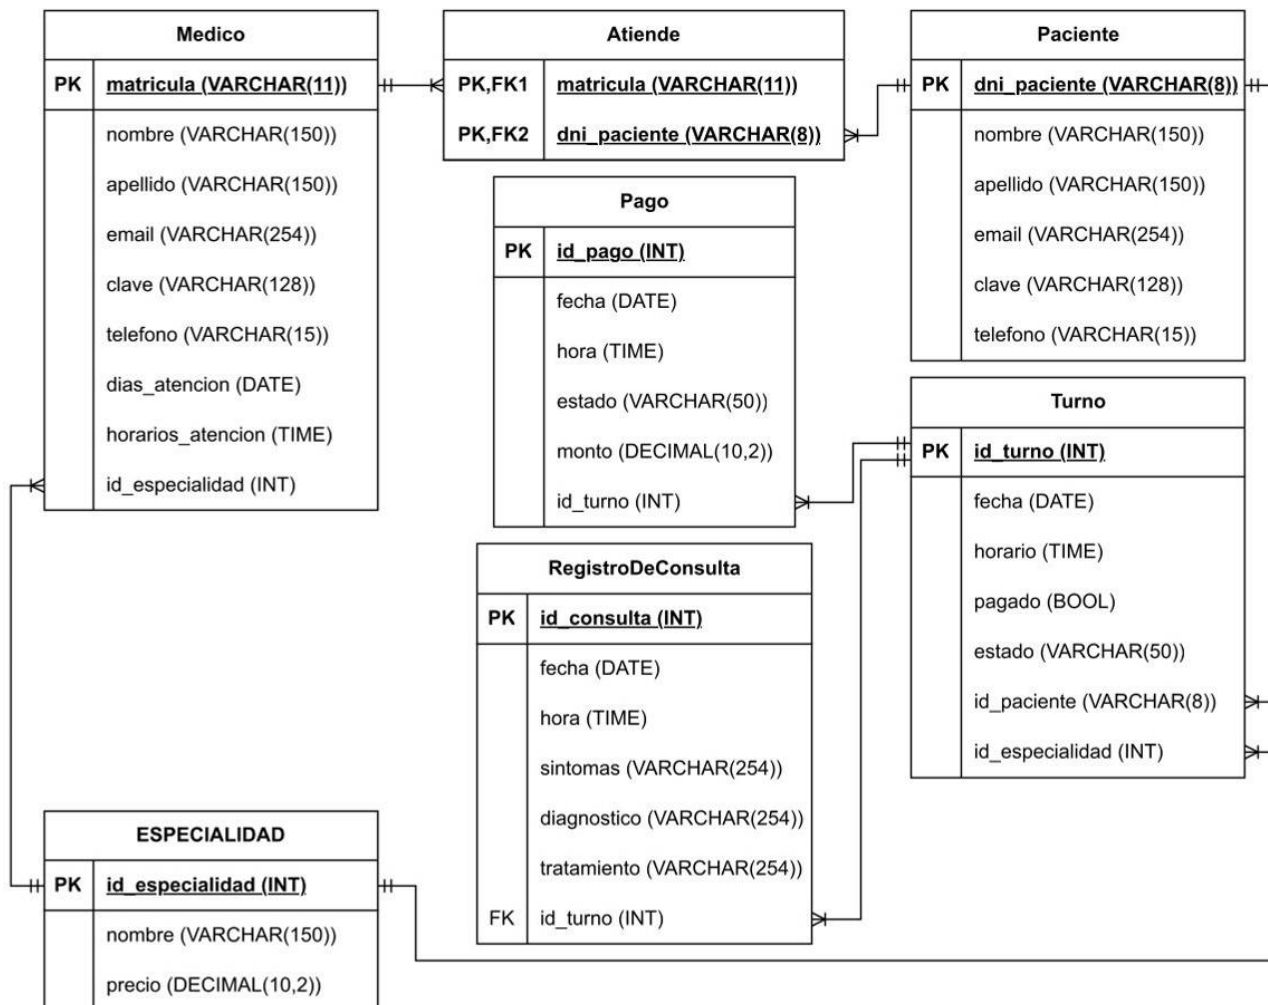 Medico
PK matricula (VARCHAR(11))
nombre (VARCHAR(150))
apellido (VARCHAR(150))
email (VARCHAR(254))
clave (VARCHAR(128))
telefono (VARCHAR(15))
dias_atencion (DATE)
horarios_atencion (TIME)
id_especialidad (INT)
Atiende
PK,FK1 matricula (VARCHAR(11))
PK,FK2 dni_paciente (VARCHAR(8))
Paciente
PK dni_paciente (VARCHAR(8))
nombre (VARCHAR(150))
apellido (VARCHAR(150))
email (VARCHAR(254))
clave (VARCHAR(128))
telefono (VARCHAR(15))
Pago
PK id_pago (INT)
fecha (DATE)
hora (TIME)
estado (VARCHAR(50))
monto (DECIMAL(10,2))
id_turno (INT)
Turno
PK id_turno (INT)
fecha (DATE)
horario (TIME)
pagado (BOOL)
estado (VARCHAR(50))
id_paciente (VARCHAR(8))
id_especialidad (INT)
RegistroDeConsulta
PK id_consulta (INT)
fecha (DATE)
hora (TIME)
sintomas (VARCHAR(254))
diagnostico (VARCHAR(254))
tratamiento (VARCHAR(254))
FK id_turno (INT)
ESPECIALIDAD
PK id_especialidad (INT)
nombre (VARCHAR(150))
precio (DECIMAL(10,2))